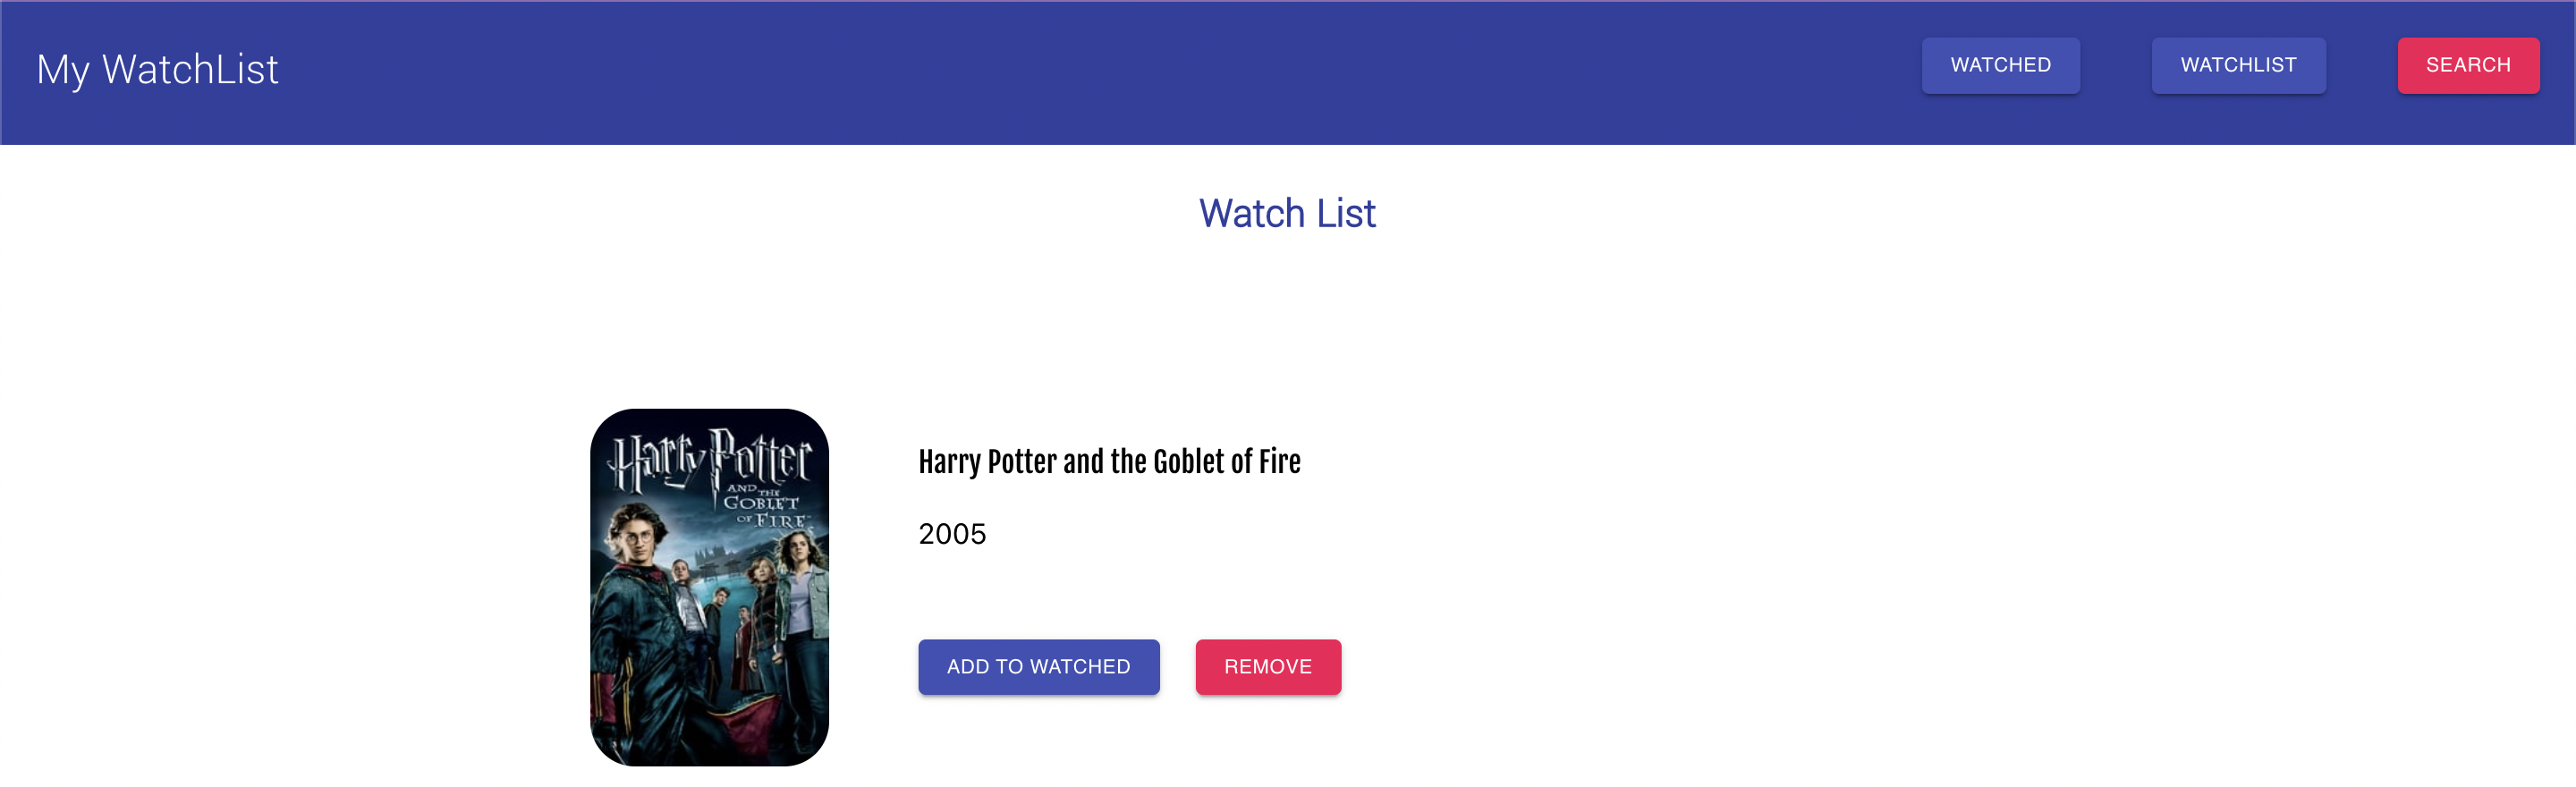 My WatchList
WATCHED
WATCHLIST
SEARCH
Watch List
Harry Potter
AND THE
GOBLET
OF FIRE
Harry Potter and the Goblet of Fire
2005
ADD TO WATCHED
REMOVE